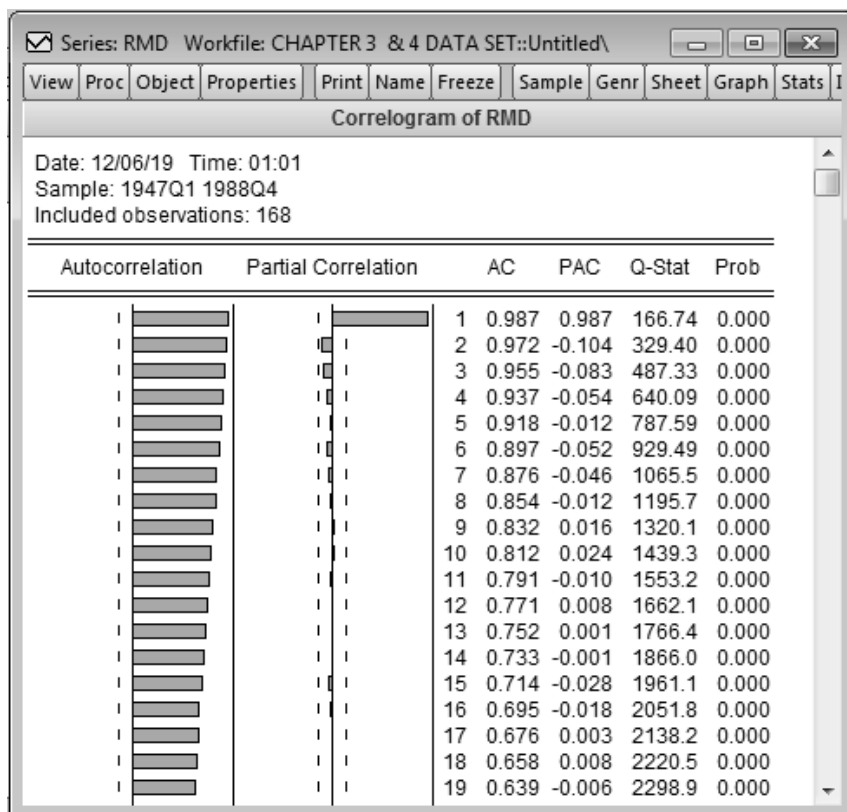 Series: RMD Workfile: CHAPTER 3 & 4 DATA SET::Untitled\
View Proc Object Properties Print Name Freeze Sample Genr Sheet Graph Stats
Correlogram of RMD
Date: 12/06/19 Time: 01:01
Sample: 1947Q1 1988Q4
Included observations: 168
Autocorrelation Partial Correlation AC PAC Q-Stat Prob
1 0.987 0.987 166.74 0.000
2 0.972 -0.104 329.40 0.000
3 0.955 -0.083 487.33 0.000
4 0.937 -0.054 640.09 0.000
5 0.918 -0.012 787.59 0.000
6 0.897 -0.052 929.49 0.000
7 0.876 -0.046 1065.5 0.000
8 0.854 -0.012 1195.7 0.000
9 0.832 0.016 1320.1 0.000
10 0.812 0.024 1439.3 0.000
11 0.791 -0.010 1553.2 0.000
12 0.771 0.008 1662.1 0.000
13 0.752 0.001 1766.4 0.000
14 0.733 -0.001 1866.0 0.000
15 0.714 -0.028 1961.1 0.000
16 0.695 -0.018 2051.8 0.000
17 0.676 0.003 2138.2 0.000
18 0.658 0.008 2220.5 0.000
19 0.639 -0.006 2298.9 0.000